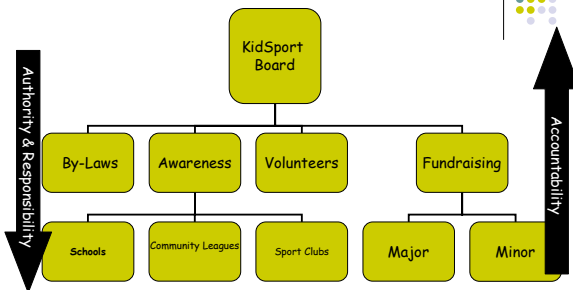 KidSport
Board
Authority & Responsibility
Accountability
By-Laws
Awareness
Volunteers
Fundraising
Schools
Community Leagues
Sport Clubs
Major
Minor